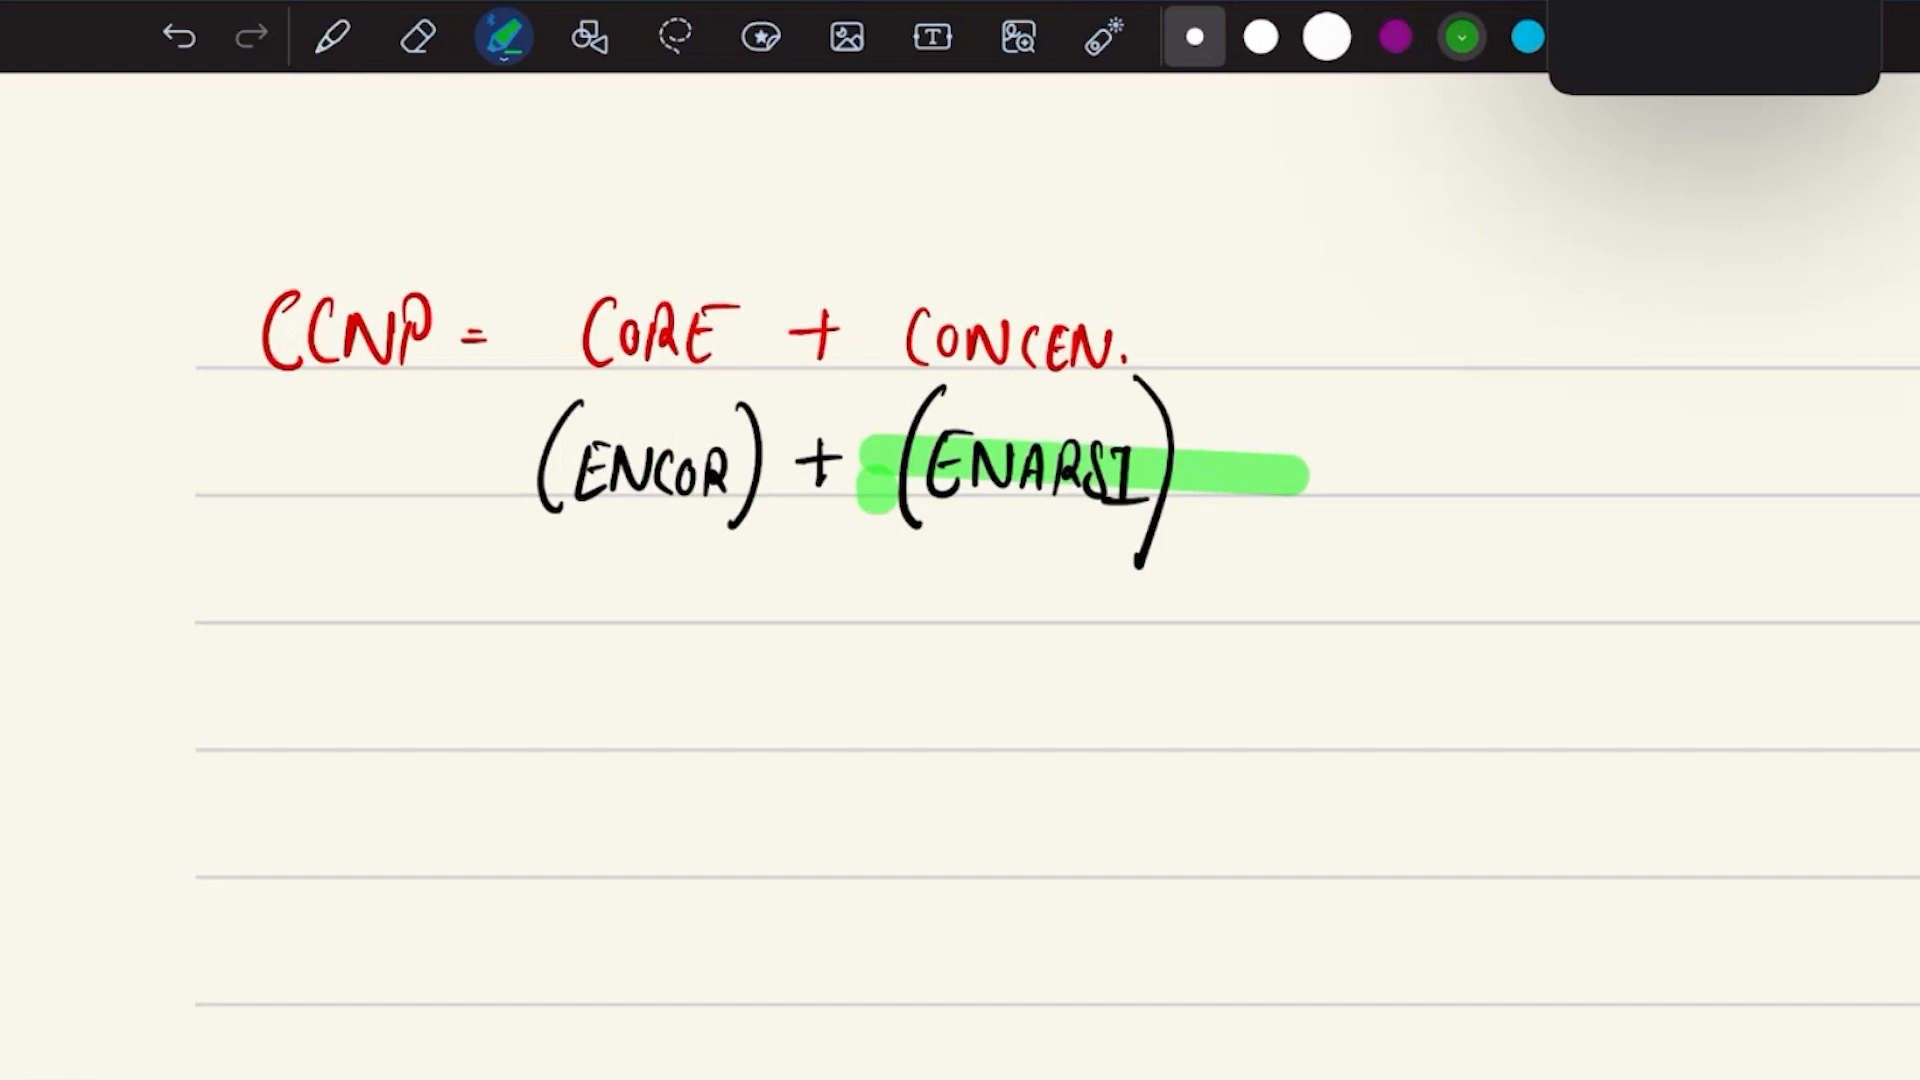 CCNP = CORE + CONCEN.
(ENCOR) + (ENARSI)